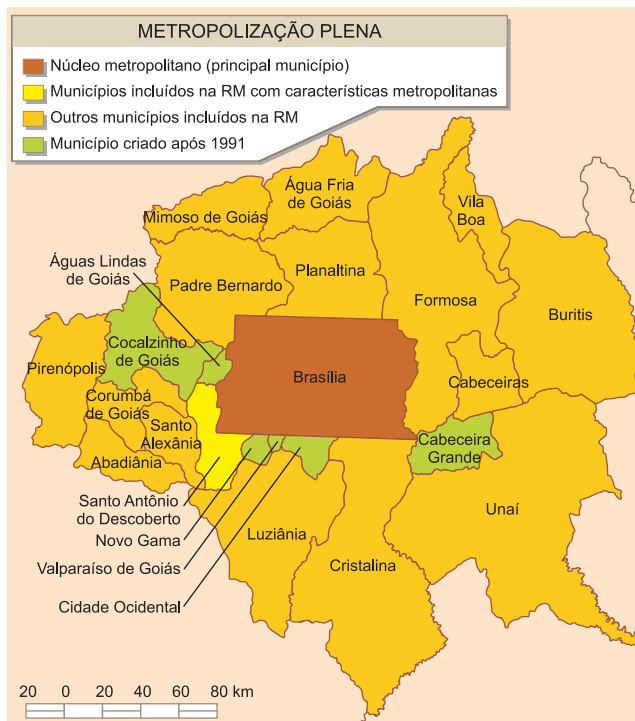 METROPOLIZAÇÃO PLENA
Núcleo metropolitano (principal município)
Municípios incluídos na RM com características metropolitanas
Outros municípios incluídos na RM
Município criado após 1991
Água Fria
de Goiás
Vila
Boa
Mimoso de Goiás
Águas Lindas
de Goiás
Padre Bernardo
Planaltina
Formosa
Buritis
Cocalzinho
de Goiás
Pirenópolis
Brasília
Cabeceiras
Corumbá
de Goiás
Santo
Alexânia
Abadiânia
Cabeceira
Grande
Santo Antônio
do Descoberto
Novo Gama
Valparaíso de Goiás
Cidade Ocidental
Luziânia
Cristalina
Unaí
20 0 20 40 60 80 km